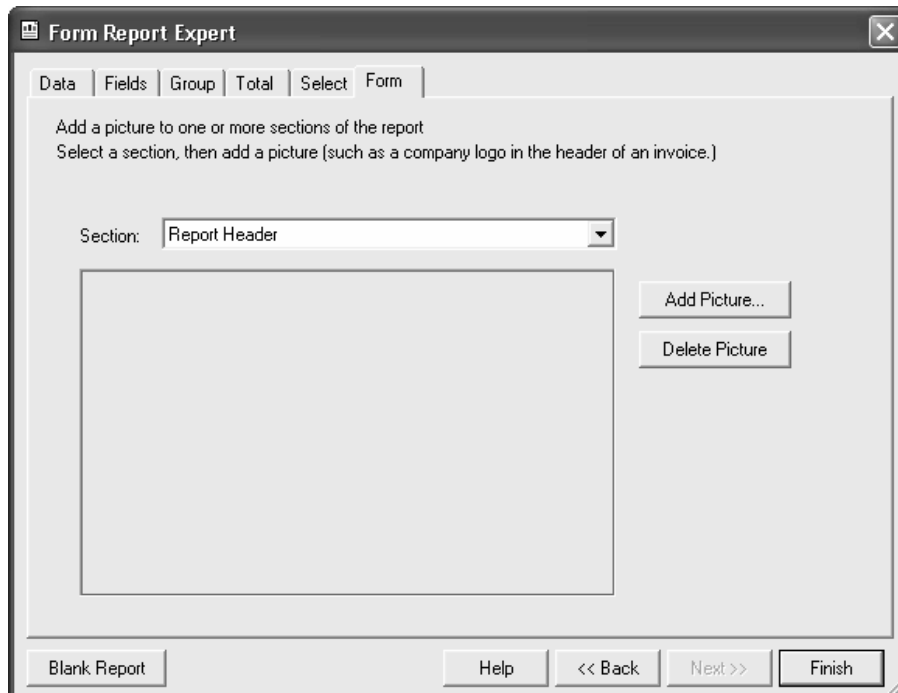 Form Report Expert
Data Fields Group Total Select Form
Add a picture to one or more sections of the report
Select a section, then add a picture (such as a company logo in the header of an invoice.)
Section: Report Header
Add Picture...
Delete Picture
Blank Report Help << Back Next >> Finish